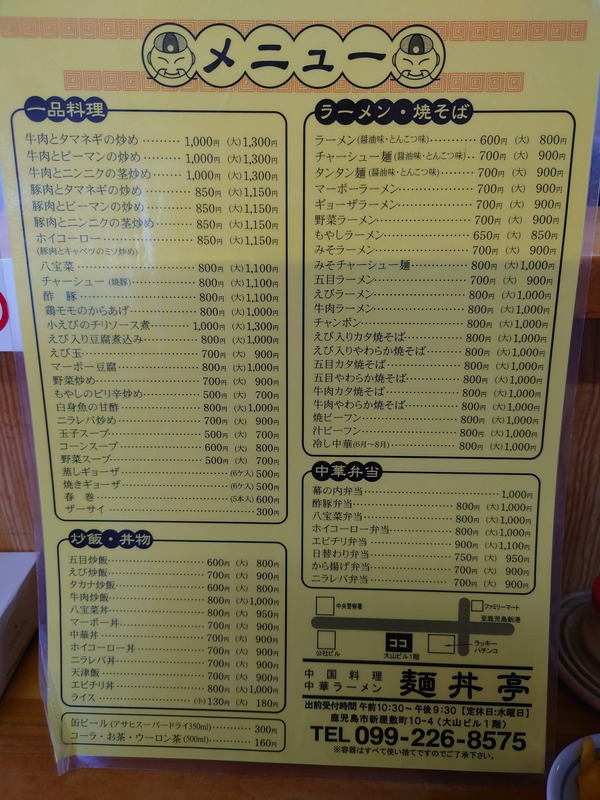 メニュー
一品料理
牛肉とタマネギの炒め……… 1,000円 (大)1,300円
牛肉とピーマンの炒め……… 1,000円 (大)1,300円
牛肉とニンニクの茎炒め…… 1,000円 (大)1,300円
豚肉とタマネギの炒め……… 850円 (大)1,150円
豚肉とピーマンの炒め……… 850円 (大)1,150円
豚肉とニンニクの茎炒め…… 850円 (大)1,150円
ホイコーロー……… 850円 (大)1,150円
(豚肉とキャベツのミソ炒め)
八宝菜……… 800円 (大)1,100円
チャーシュー(焼豚)……… 800円 (大)1,100円
酢 豚……… 800円 (大)1,100円
鶏モモのからあげ……… 800円 (大)1,000円
小えびのチリソース煮……… 1,000円 (大)1,300円
えび入り豆腐煮込み……… 800円 (大)1,000円
えび玉……… 700円 (大) 900円
マーボー豆腐……… 800円 (大)1,000円
野菜炒め……… 700円 (大) 900円
もやしのピリ辛炒め……… 500円 (大) 700円
白身魚の甘酢……… 800円 (大)1,000円
ニラレバ炒め……… 700円 (大) 900円
玉子スープ……… 500円 (大) 700円
コーンスープ……… 600円 (大) 800円
野菜スープ……… 500円 (大) 700円
蒸しギョーザ……… (6ケ入) 500円
焼きギョーザ……… (6ケ入) 500円
春 巻……… (5本入) 600円
ザーサイ……… 300円
炒飯・丼物
五目炒飯……… 600円 (大) 800円
えび炒飯……… 700円 (大) 900円
タカナ炒飯……… 600円 (大) 800円
牛肉炒飯……… 800円 (大)1,000円
八宝菜丼……… 800円 (大) 950円
マーボー丼……… 700円 (大) 900円
中華丼……… 700円 (大) 900円
ホイコーロー丼……… 700円 (大) 900円
ニラレバ丼……… 700円 (大) 900円
天津飯……… 700円 (大) 900円
エビチリ丼……… 800円 (大)1,000円
ライス……… (小)130円 (大) 180円
缶ビール(アサヒスーパードライ350ml)……… 300円
コーラ・お茶・ウーロン茶(500ml)……… 160円
ラーメン・焼そば
ラーメン(醤油味・とんこつ味)……… 600円 (大) 800円
チャーシュー麺(醤油味・とんこつ味)… 700円 (大) 900円
タンタン麺(醤油味・とんこつ味)……… 700円 (大) 900円
マーボーラーメン……… 700円 (大) 900円
ギョーザラーメン……… 700円 (大) 900円
野菜ラーメン……… 700円 (大) 900円
もやしラーメン……… 650円 (大) 850円
みそラーメン……… 700円 (大) 900円
みそチャーシュー麺……… 800円 (大)1,000円
五目ラーメン……… 700円 (大) 900円
えびラーメン……… 800円 (大)1,000円
牛肉ラーメン……… 800円 (大)1,000円
チャンポン……… 800円 (大)1,000円
えび入りカタ焼そば……… 800円 (大)1,000円
えび入りやわらか焼そば……… 800円 (大)1,000円
五目カタ焼そば……… 800円 (大)1,000円
五目やわらか焼そば……… 800円 (大)1,000円
牛肉カタ焼そば……… 800円 (大)1,000円
牛肉やわらか焼そば……… 800円 (大)1,000円
焼ビーフン……… 800円 (大)1,000円
汁ビーフン……… 800円 (大)1,000円
冷し中華(6月〜8月)……… 800円 (大)1,000円
中華弁当
幕の内弁当……… 1,000円
酢豚弁当……… 800円 (大)1,000円
八宝菜弁当……… 800円 (大)1,000円
ホイコーロー弁当……… 800円 (大)1,000円
エビチリ弁当……… 900円 (大)1,100円
日替わり弁当……… 750円 (大) 950円
から揚げ弁当……… 700円 (大) 900円
ニラレバ弁当……… 700円 (大) 900円
中央警察署
ファミリーマート
至鹿児島新港
公社ビル
ココ
大山ビル1階
ラッキーパチンコ
中国料理
中華ラーメン
麺丼亭
出前受付時間 午前10:30〜午後9:30【定休日:水曜日】
鹿児島市新屋敷町10-4(大山ビル1階)
TEL 099-226-8575
※容器はすべて使い捨てですのでご了承下さい。